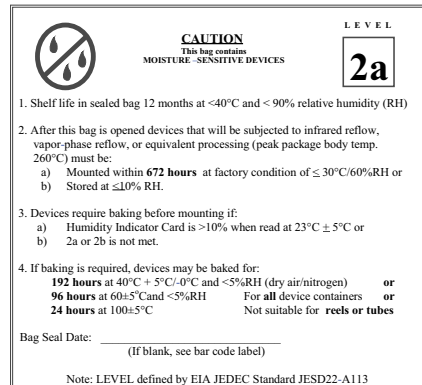 LEVEL
CAUTION
This bag contains
MOISTURE –SENSITIVE DEVICES
2a
1. Shelf life in sealed bag 12 months at <40°C and < 90% relative humidity (RH)
2. After this bag is opened devices that will be subjected to infrared reflow,
vapor-phase reflow, or equivalent processing (peak package body temp.
260°C) must be:
a) Mounted within 672 hours at factory condition of ≤ 30°C/60%RH or
b) Stored at ≤10% RH.
3. Devices require baking before mounting if:
a) Humidity Indicator Card is >10% when read at 23°C ± 5°C or
b) 2a or 2b is not met.
4. If baking is required, devices may be baked for:
192 hours at 40°C + 5°C/-0°C and <5%RH (dry air/nitrogen) or
96 hours at 60±5°Cand <5%RH For all device containers or
24 hours at 100±5°C Not suitable for reels or tubes
Bag Seal Date: ______________________________
(If blank, see bar code label)
Note: LEVEL defined by EIA JEDEC Standard JESD22-A113